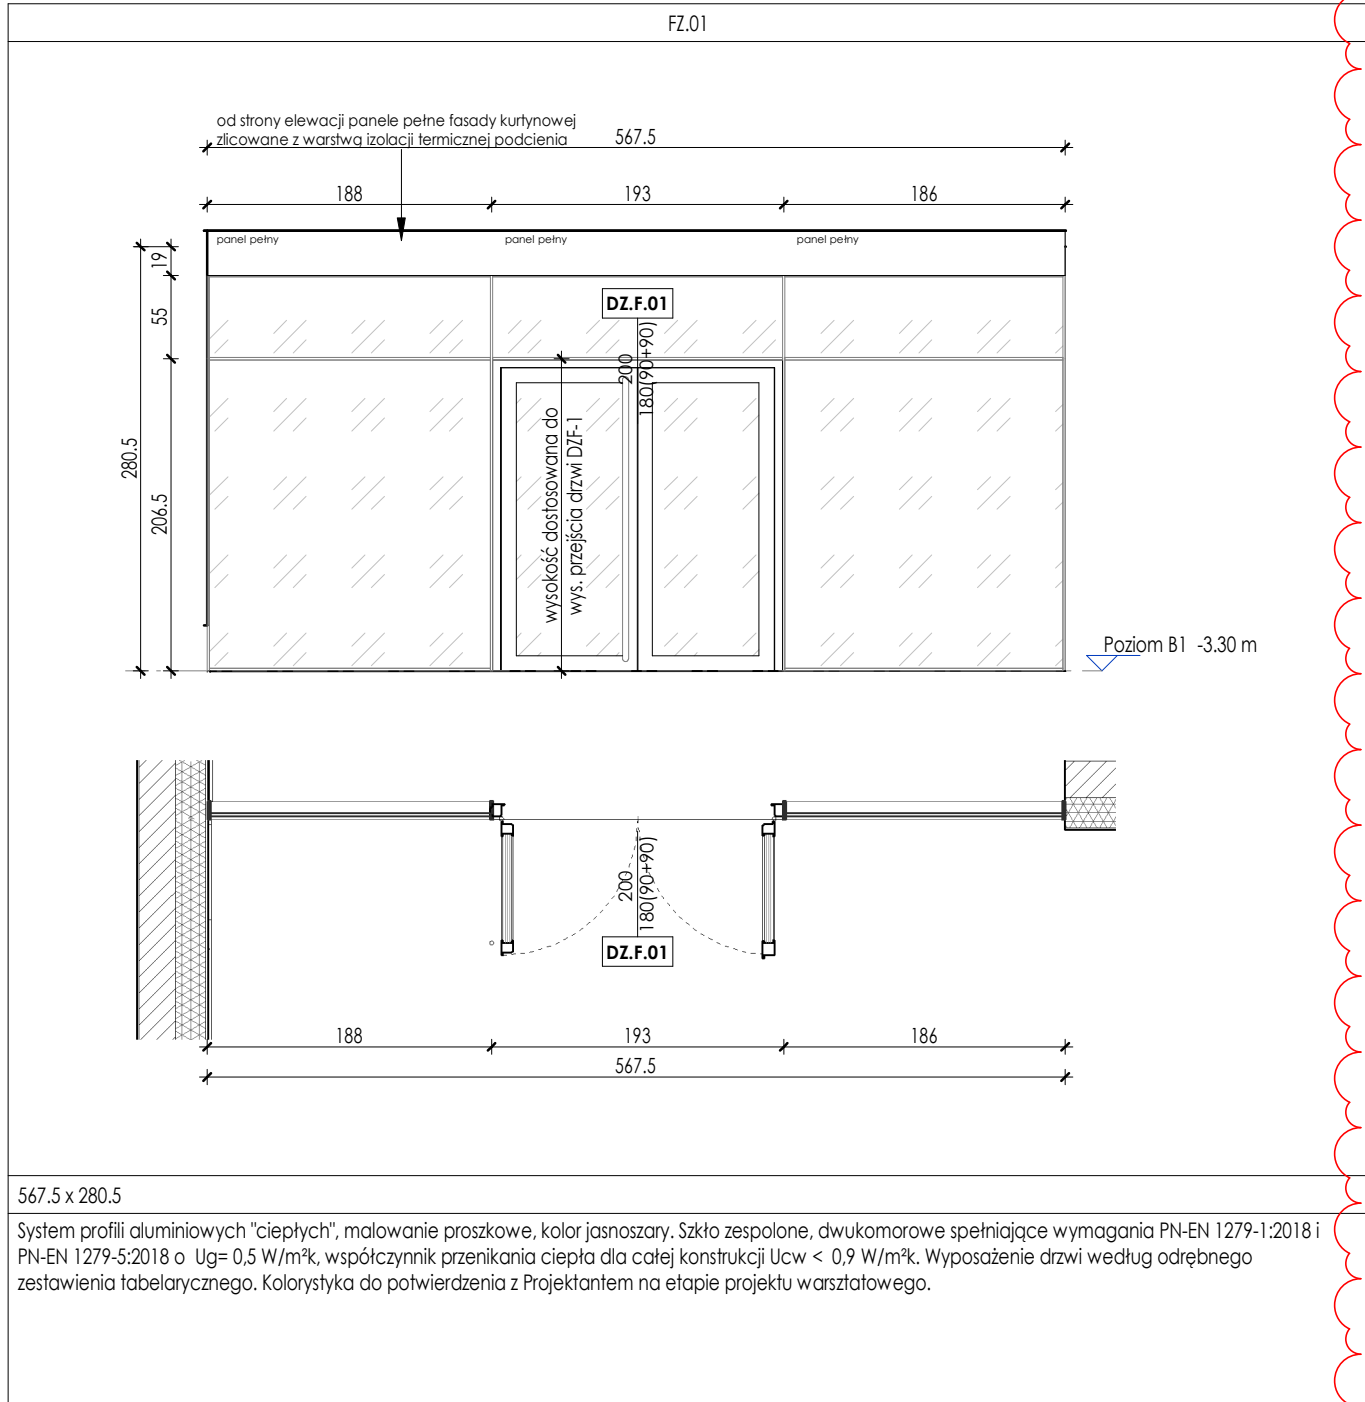 FZ.01
od strony elewacji panele pełne fasady kurtynowej
zlicowane z warstwą izolacji termicznej podcienia
567.5
188
193
186
panel pełny
panel pełny
panel pełny
19
55
280.5
206.5
DZ.F.01
200
180(90+90)
wysokość dostosowana do
wys. przejścia drzwi DZF-1
Poziom B1 -3.30 m
200
180(90+90)
DZ.F.01
188
193
186
567.5
567.5 x 280.5
System profili aluminiowych "ciepłych", malowanie proszkowe, kolor jasnoszary. Szkło zespolone, dwukomorowe spełniające wymagania PN-EN 1279-1:2018 i
PN-EN 1279-5:2018 o Ug= 0,5 W/m²k, współczynnik przenikania ciepła dla całej konstrukcji Ucw < 0,9 W/m²k. Wyposażenie drzwi według odrębnego
zestawienia tabelarycznego. Kolorystyka do potwierdzenia z Projektantem na etapie projektu warsztatowego.